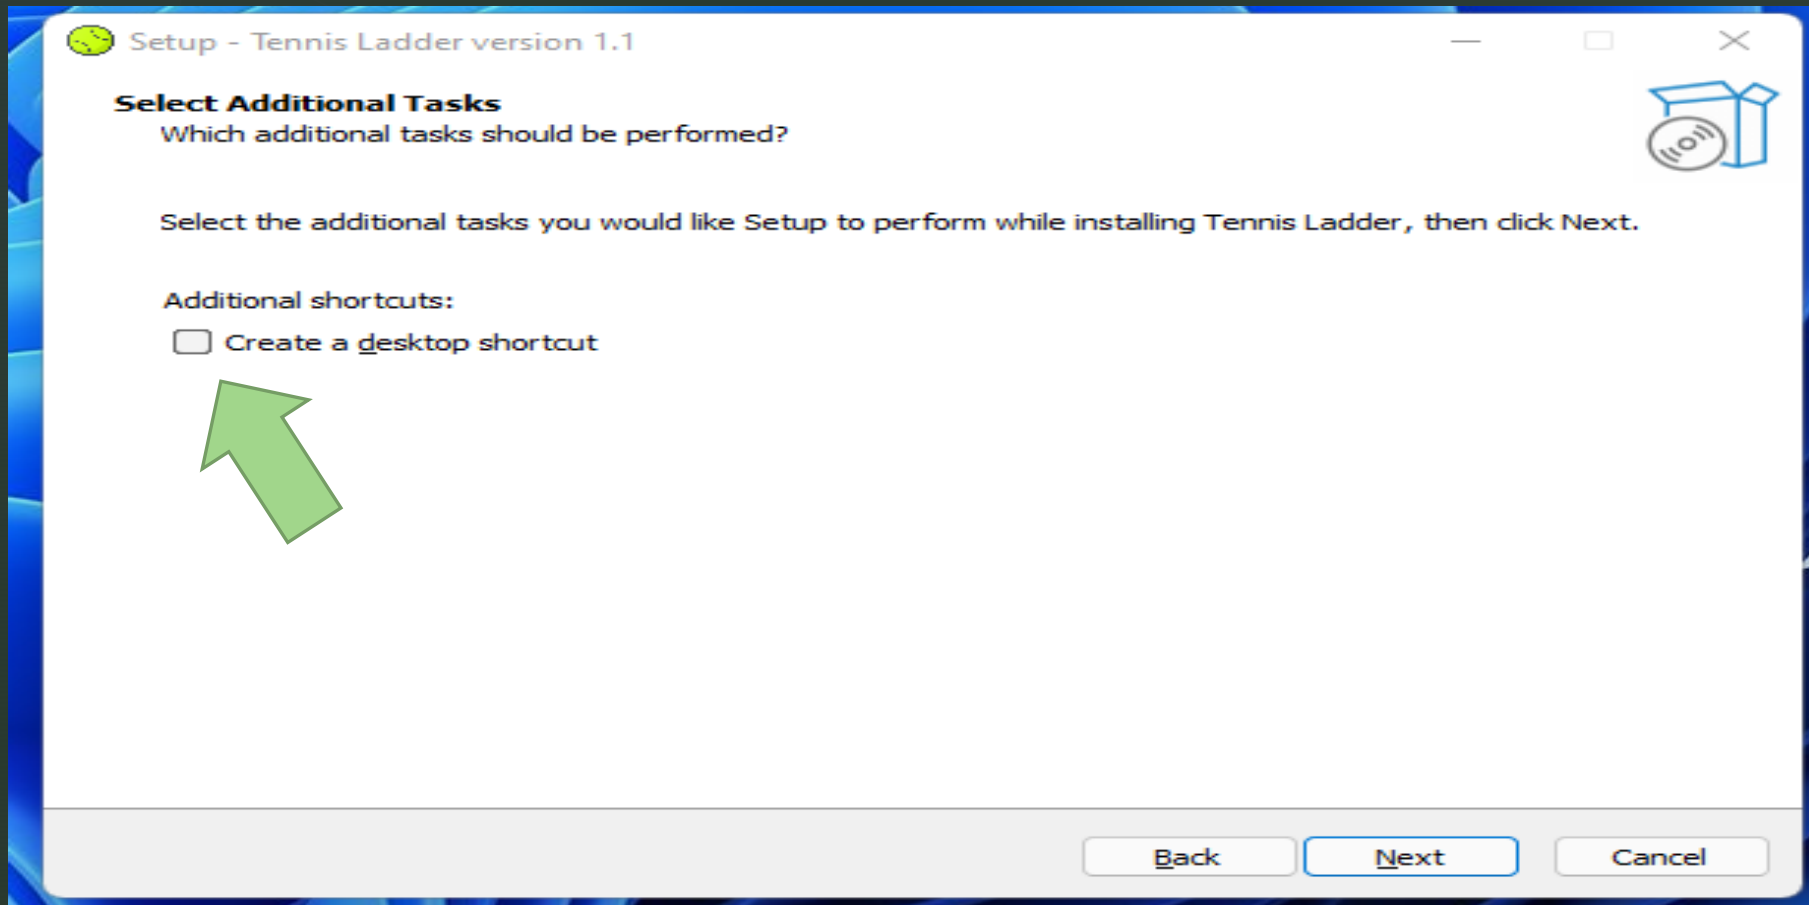 Setup - Tennis Ladder version 1.1
Select Additional Tasks
Which additional tasks should be performed?
Select the additional tasks you would like Setup to perform while installing Tennis Ladder, then click Next.
Additional shortcuts:
Create a desktop shortcut
Back Next Cancel